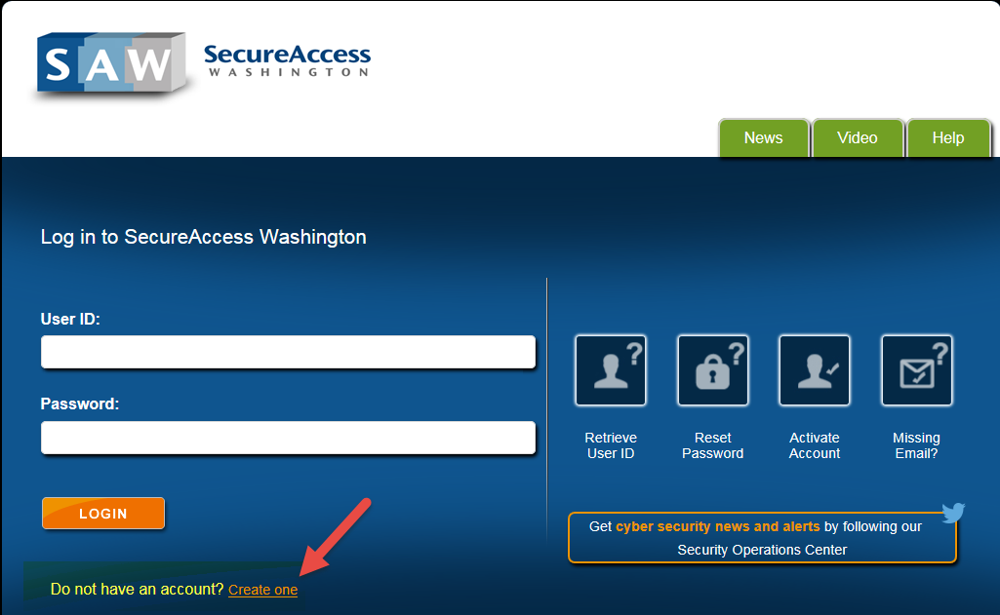 SAW
SecureAccess
WASHINGTON
News
Video
Help
Log in to SecureAccess Washington
User ID:
Password:
LOGIN
Do not have an account? Create one
?
?
?
Retrieve
User ID
Reset
Password
Activate
Account
Missing
Email?
Get cyber security news and alerts by following our
Security Operations Center